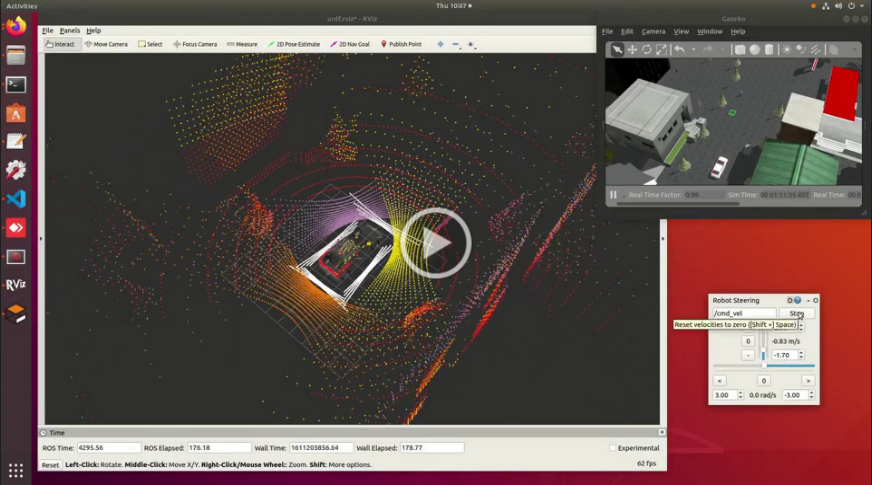 Activities
Thu 10:07
urdf.rviz* - RViz
File Panels Help
Interact Move Camera Select Focus Camera Measure 2D Pose Estimate 2D Nav Goal Publish Point
Gazebo
File Edit Camera View Window Help
Real Time Factor: 0.99 Sim Time: Real Time:
RViz
Robot Steering
/cmd_vel Stop
Reset velocities to zero ([Shift +] Space)
0 -0.83 m/s
- -1.70
< 0 >
3.00 0.0 rad/s -3.00
Time
ROS Time: 4295.56 ROS Elapsed: 176.18 Wall Time: 1611203856.64 Wall Elapsed: 178.77 Experimental
Reset Left-Click: Rotate. Middle-Click: Move X/Y. Right-Click/Mouse Wheel: Zoom. Shift: More options. 62 fps